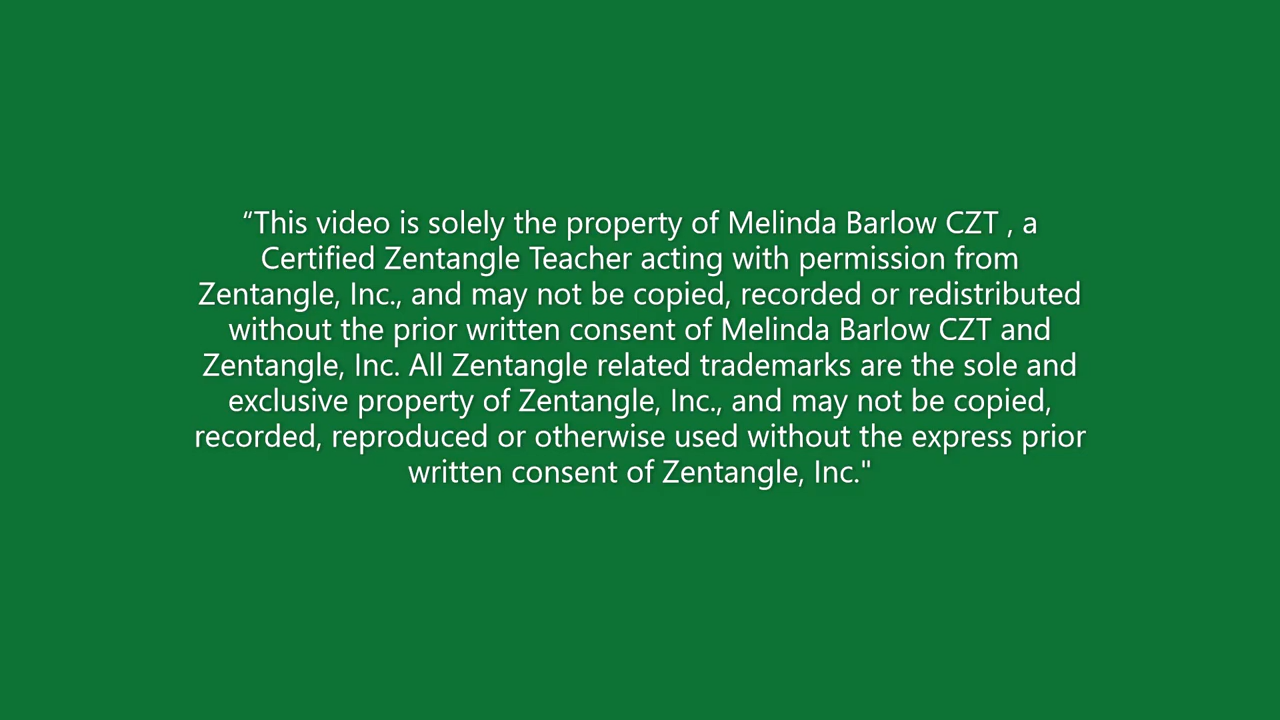 “This video is solely the property of Melinda Barlow CZT , a
Certified Zentangle Teacher acting with permission from
Zentangle, Inc., and may not be copied, recorded or redistributed
without the prior written consent of Melinda Barlow CZT and
Zentangle, Inc. All Zentangle related trademarks are the sole and
exclusive property of Zentangle, Inc., and may not be copied,
recorded, reproduced or otherwise used without the express prior
written consent of Zentangle, Inc."